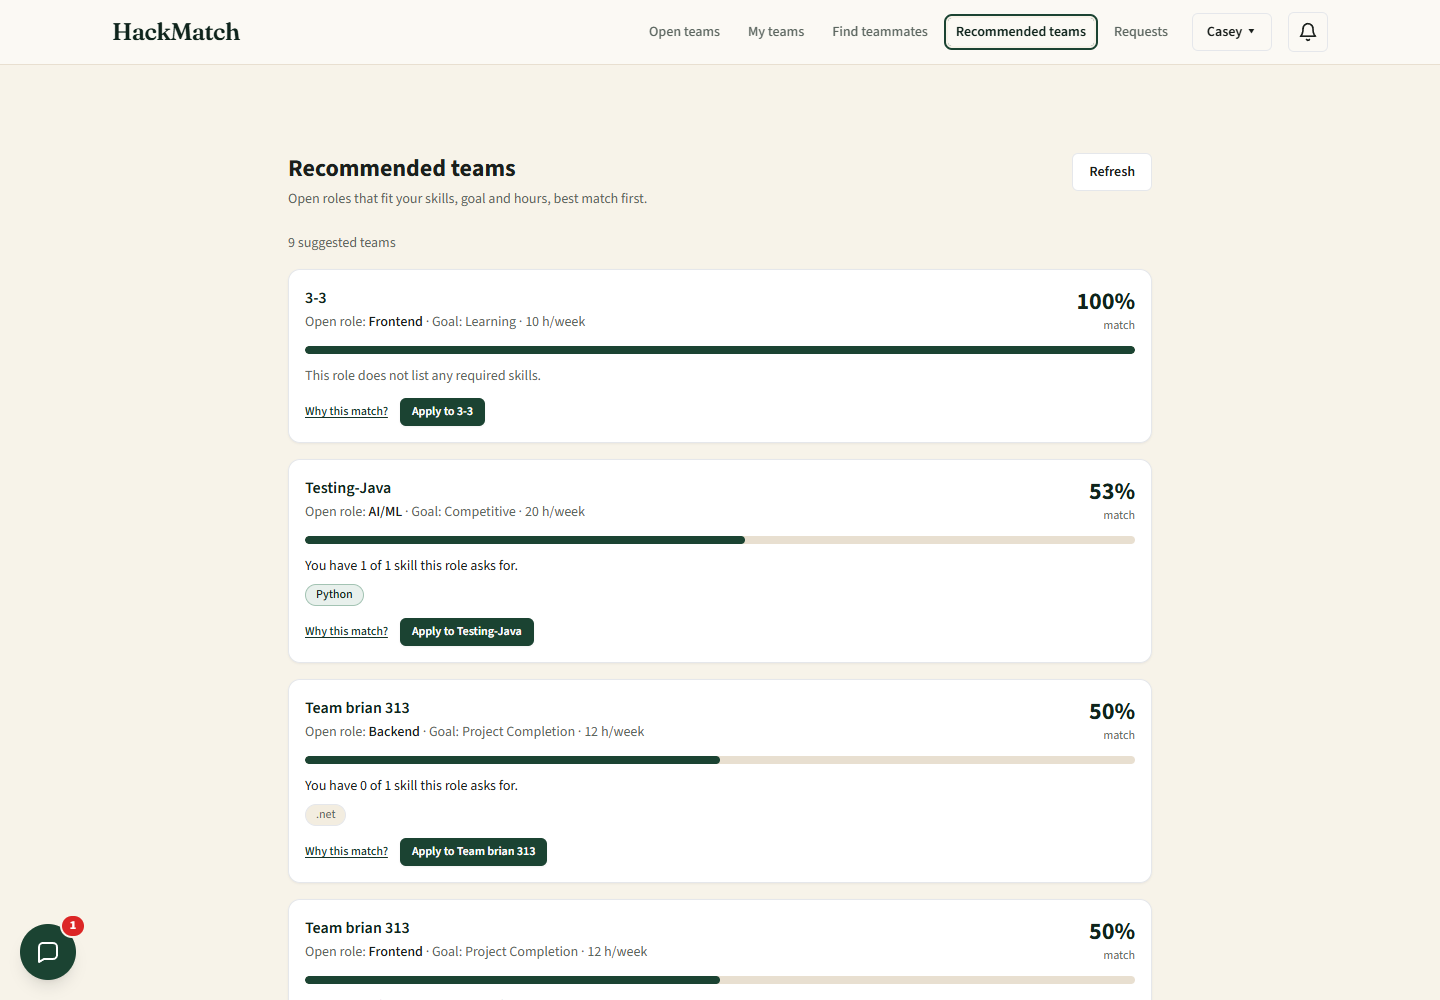 HackMatch
Open teams
My teams
Find teammates
Recommended teams
Requests
Casey ▼
Recommended teams
Refresh
Open roles that fit your skills, goal and hours, best match first.
9 suggested teams
3-3
100%
Open role: Frontend · Goal: Learning · 10 h/week
match
This role does not list any required skills.
Why this match?
Apply to 3-3
Testing-Java
53%
Open role: AI/ML · Goal: Competitive · 20 h/week
match
You have 1 of 1 skill this role asks for.
Python
Why this match?
Apply to Testing-Java
Team brian 313
50%
Open role: Backend · Goal: Project Completion · 12 h/week
match
You have 0 of 1 skill this role asks for.
.net
Why this match?
Apply to Team brian 313
Team brian 313
50%
Open role: Frontend · Goal: Project Completion · 12 h/week
match
1